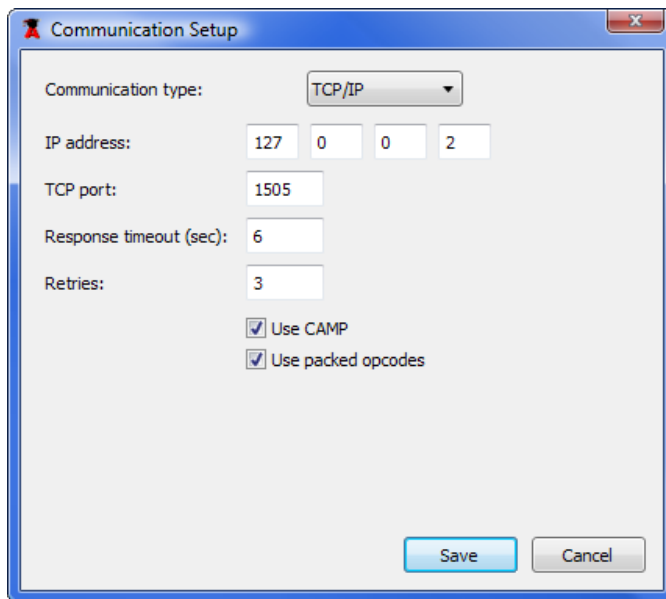 Communication Setup
Communication type: TCP/IP
IP address: 127 0 0 2
TCP port: 1505
Response timeout (sec): 6
Retries: 3
Use CAMP
Use packed opcodes
Save Cancel